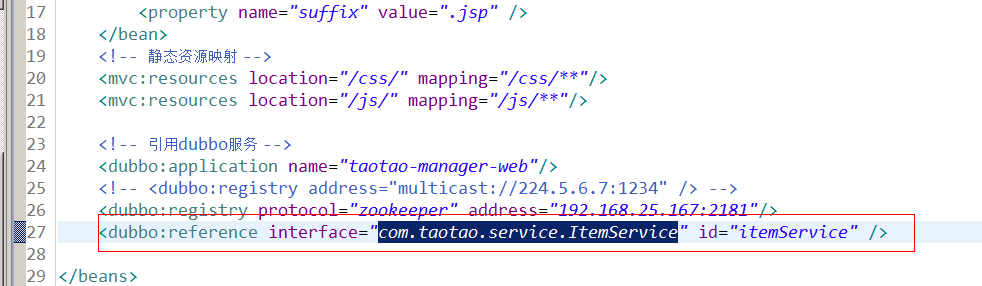 17 <property name="suffix" value=".jsp" />
18 </bean>
19 <!-- 静态资源映射 -->
20 <mvc:resources location="/css/" mapping="/css/**"/>
21 <mvc:resources location="/js/" mapping="/js/**"/>
22
23 <!-- 引用dubbo服务 -->
24 <dubbo:application name="taotao-manager-web"/>
25 <!-- <dubbo:registry address="multicast://224.5.6.7:1234" /> -->
26 <dubbo:registry protocol="zookeeper" address="192.168.25.167:2181"/>
27 <dubbo:reference interface="com.taotao.service.ItemService" id="itemService" />
28
29 </beans>